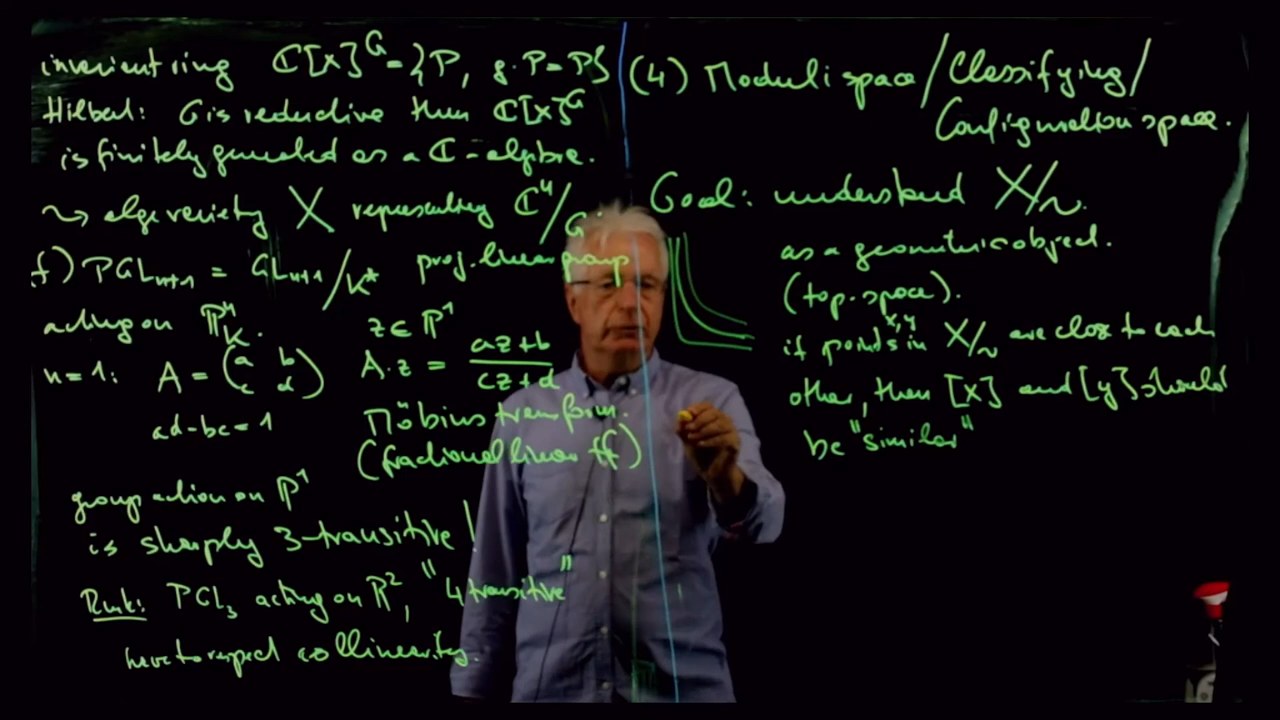 invariant ring ℂ[x]^G = {P, g.P = P}
Hilbert: G is reductive then ℂ[x]^G
is finitely generated as a ℂ-algebra.
⇝ alg. variety X representing ℂ^n/G.
f) PGL_{n+1} = GL_{n+1}/K* proj. linear group
acting on ℙ^n_K. z ∈ ℙ^1
n=1: A = (a b c d) A.z = (az+b)/(cz+d)
ad-bc=1 Möbius transform.
(fractional linear tf)
group action on ℙ^1
is sharply 3-transitive!
Rmk: PGL_3 acting on ℙ^2, "4 transitive"
have to respect collinearity.
(4) Moduli space/Classifying/
Configuration space.
Goal: understand X/~.
as a geometric object.
(top. space).
if points x,y in X/~ are close to each
other, then [x] and [y] should
be "similar"